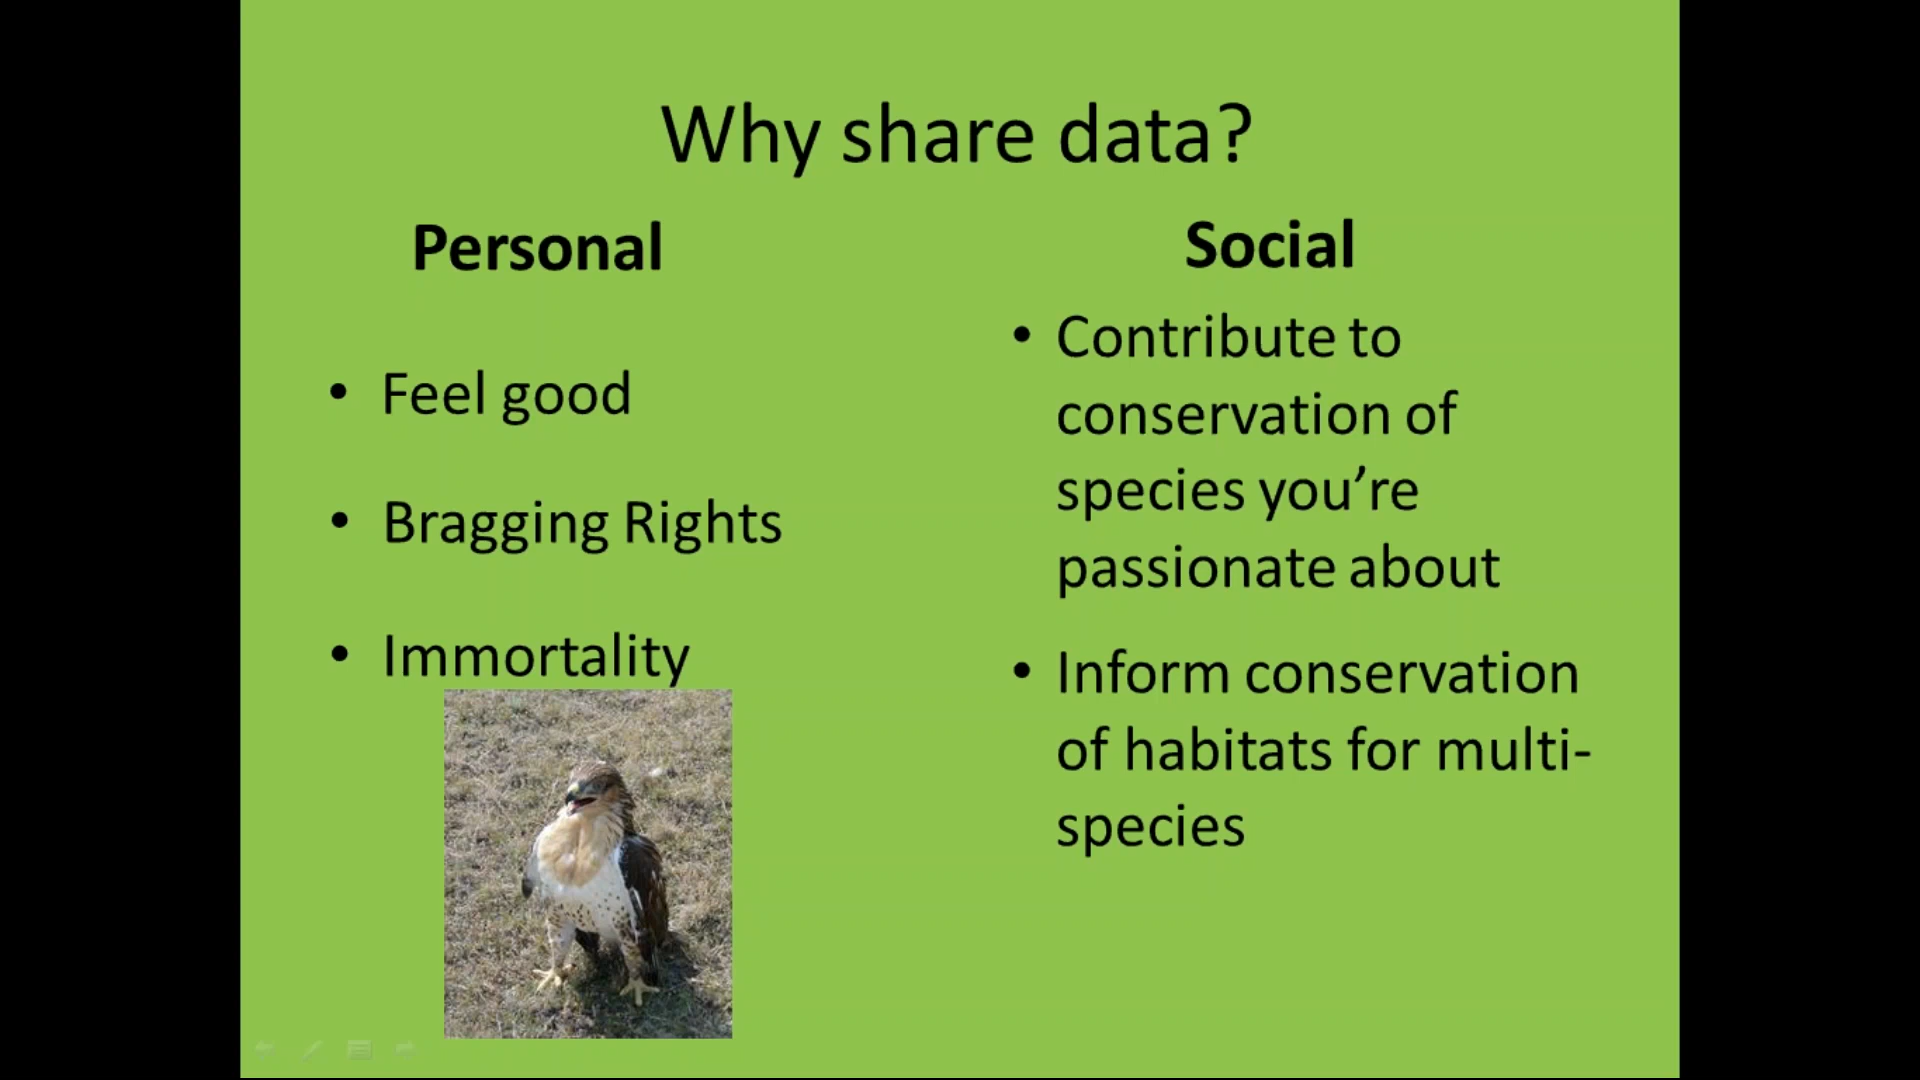 Why share data?
Personal
• Feel good
• Bragging Rights
• Immortality
Social
• Contribute to
conservation of
species you’re
passionate about
• Inform conservation
of habitats for multi-
species